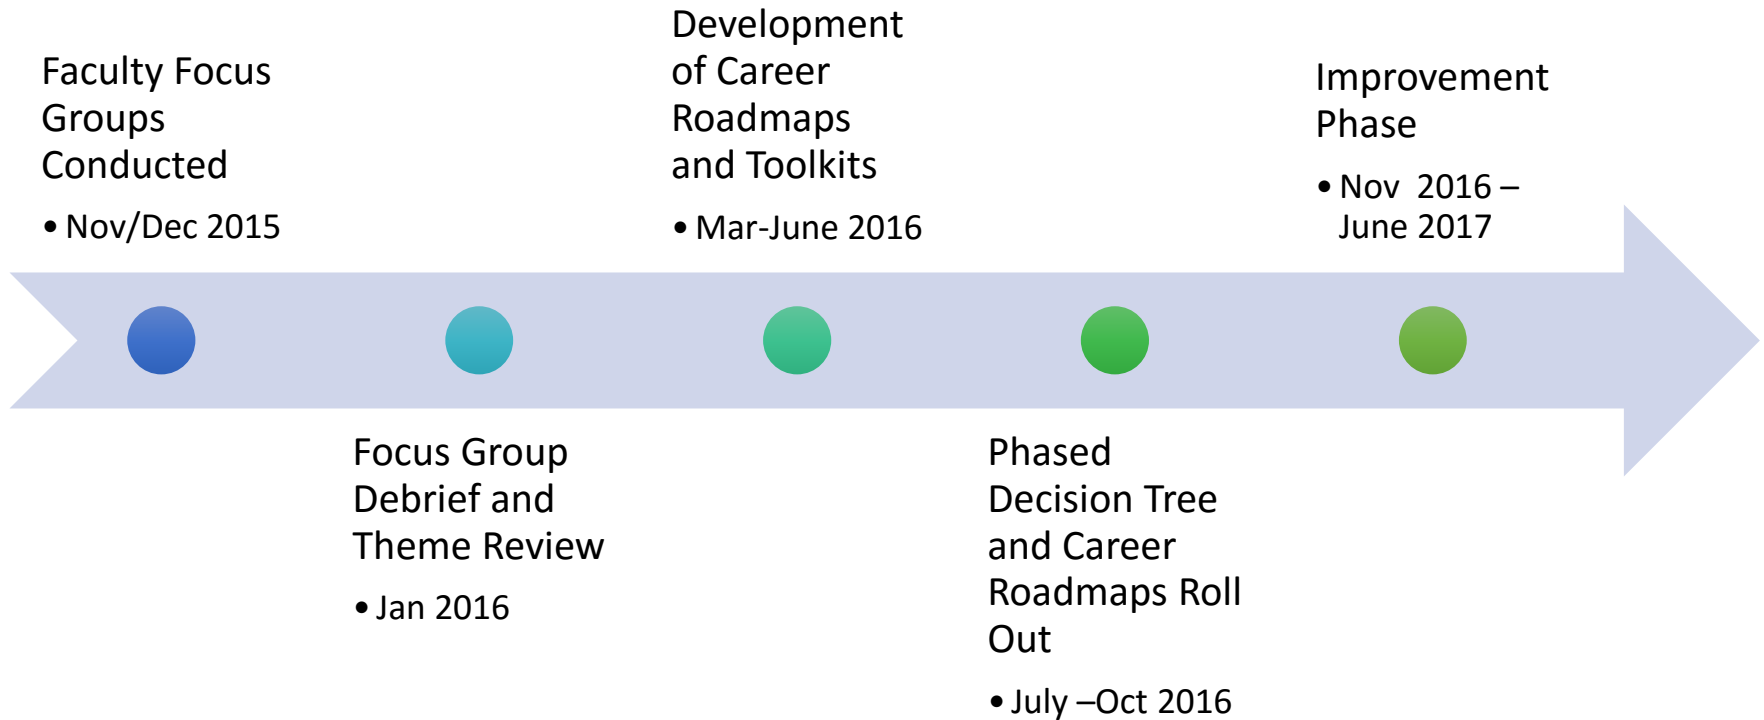 Faculty Focus
Groups
Conducted
• Nov/Dec 2015
Focus Group
Debrief and
Theme Review
• Jan 2016
Development
of Career
Roadmaps
and Toolkits
• Mar-June 2016
Phased
Decision Tree
and Career
Roadmaps Roll
Out
• July –Oct 2016
Improvement
Phase
• Nov  2016 –
June 2017